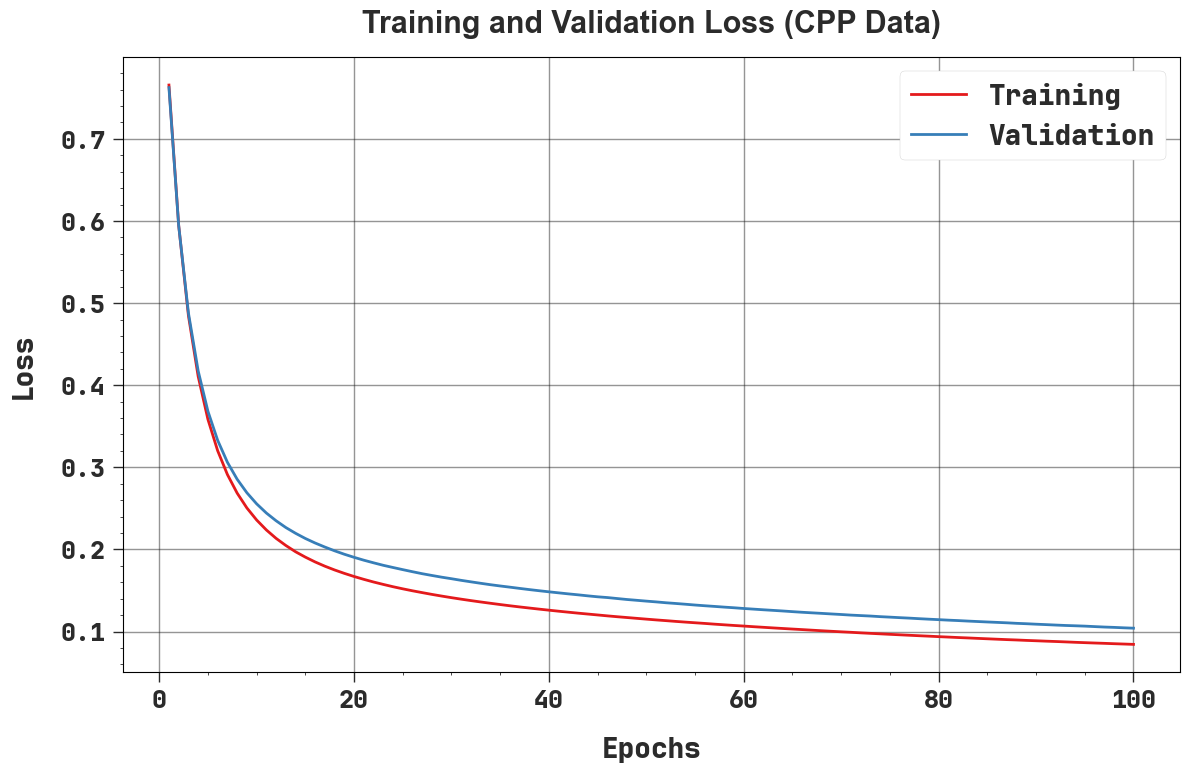 Training and Validation Loss (CPP Data)
Training
Validation
0.7
0.6
0.5
0.4
0.3
0.2
0.1
Loss
0 20 40 60 80 100
Epochs